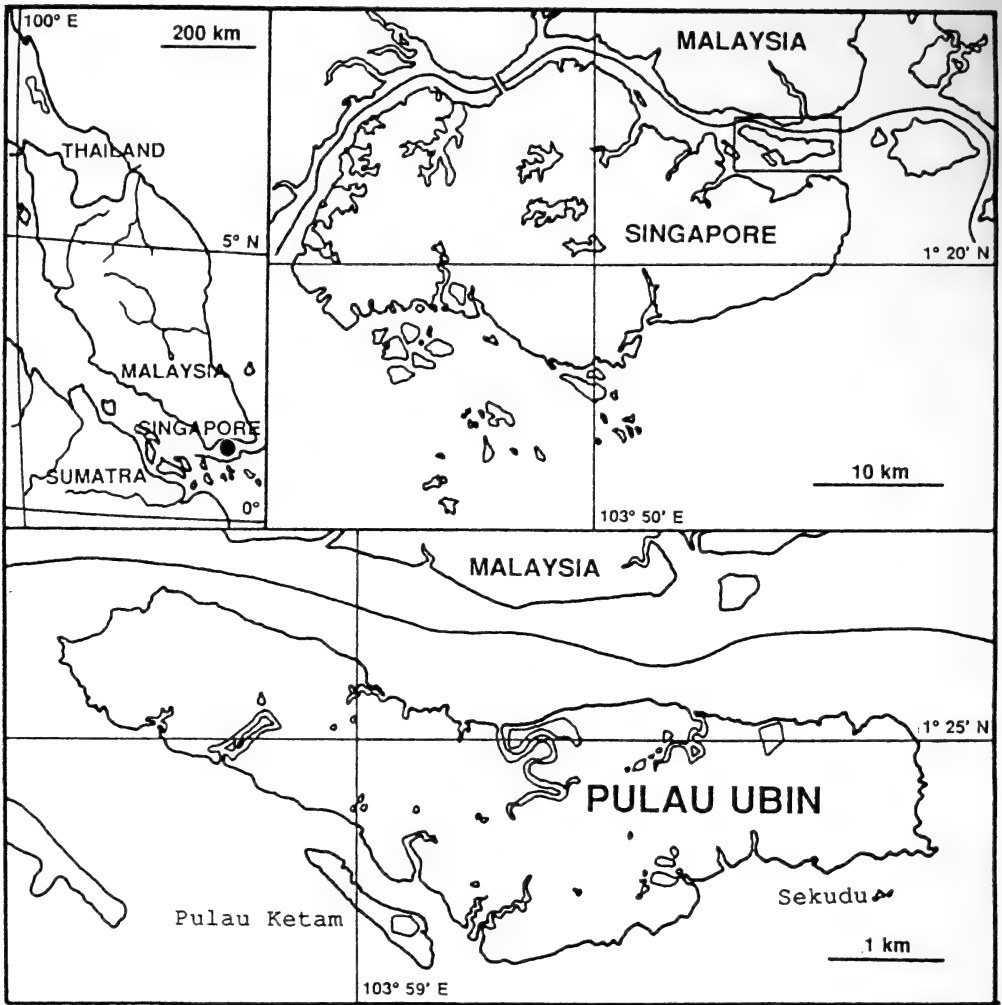 100° E
200 km
THAILAND
5° N
MALAYSIA
SINGAPORE
SUMATRA
0°
MALAYSIA
SINGAPORE
1° 20' N
10 km
103° 50' E
MALAYSIA
1° 25' N
PULAU UBIN
Sekudu
Pulau Ketam
1 km
103° 59' E